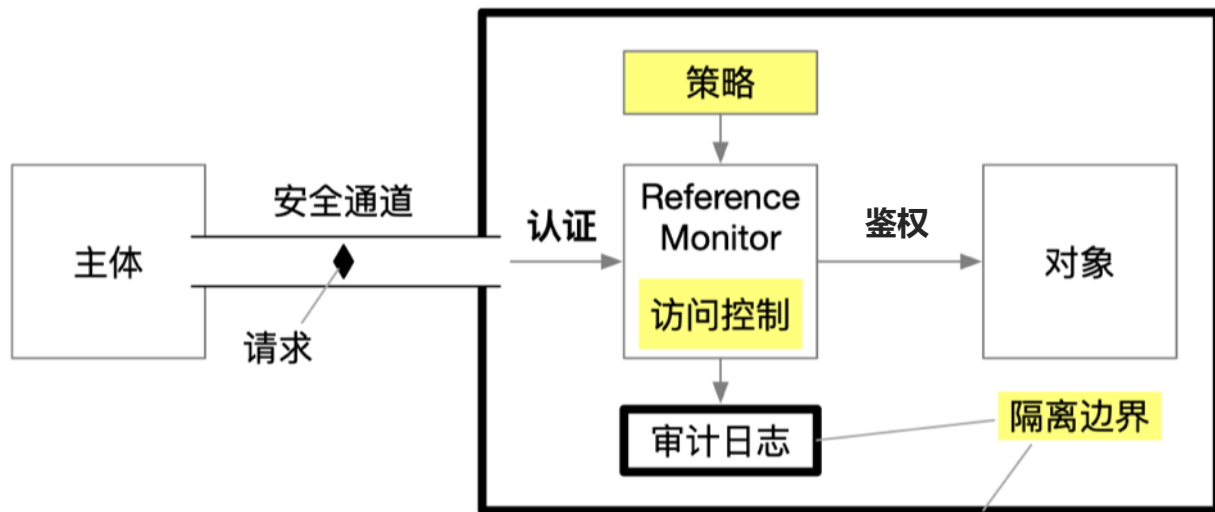 策略
安全通道
认证
Reference
Monitor
鉴权
主体
对象
访问控制
请求
审计日志
隔离边界